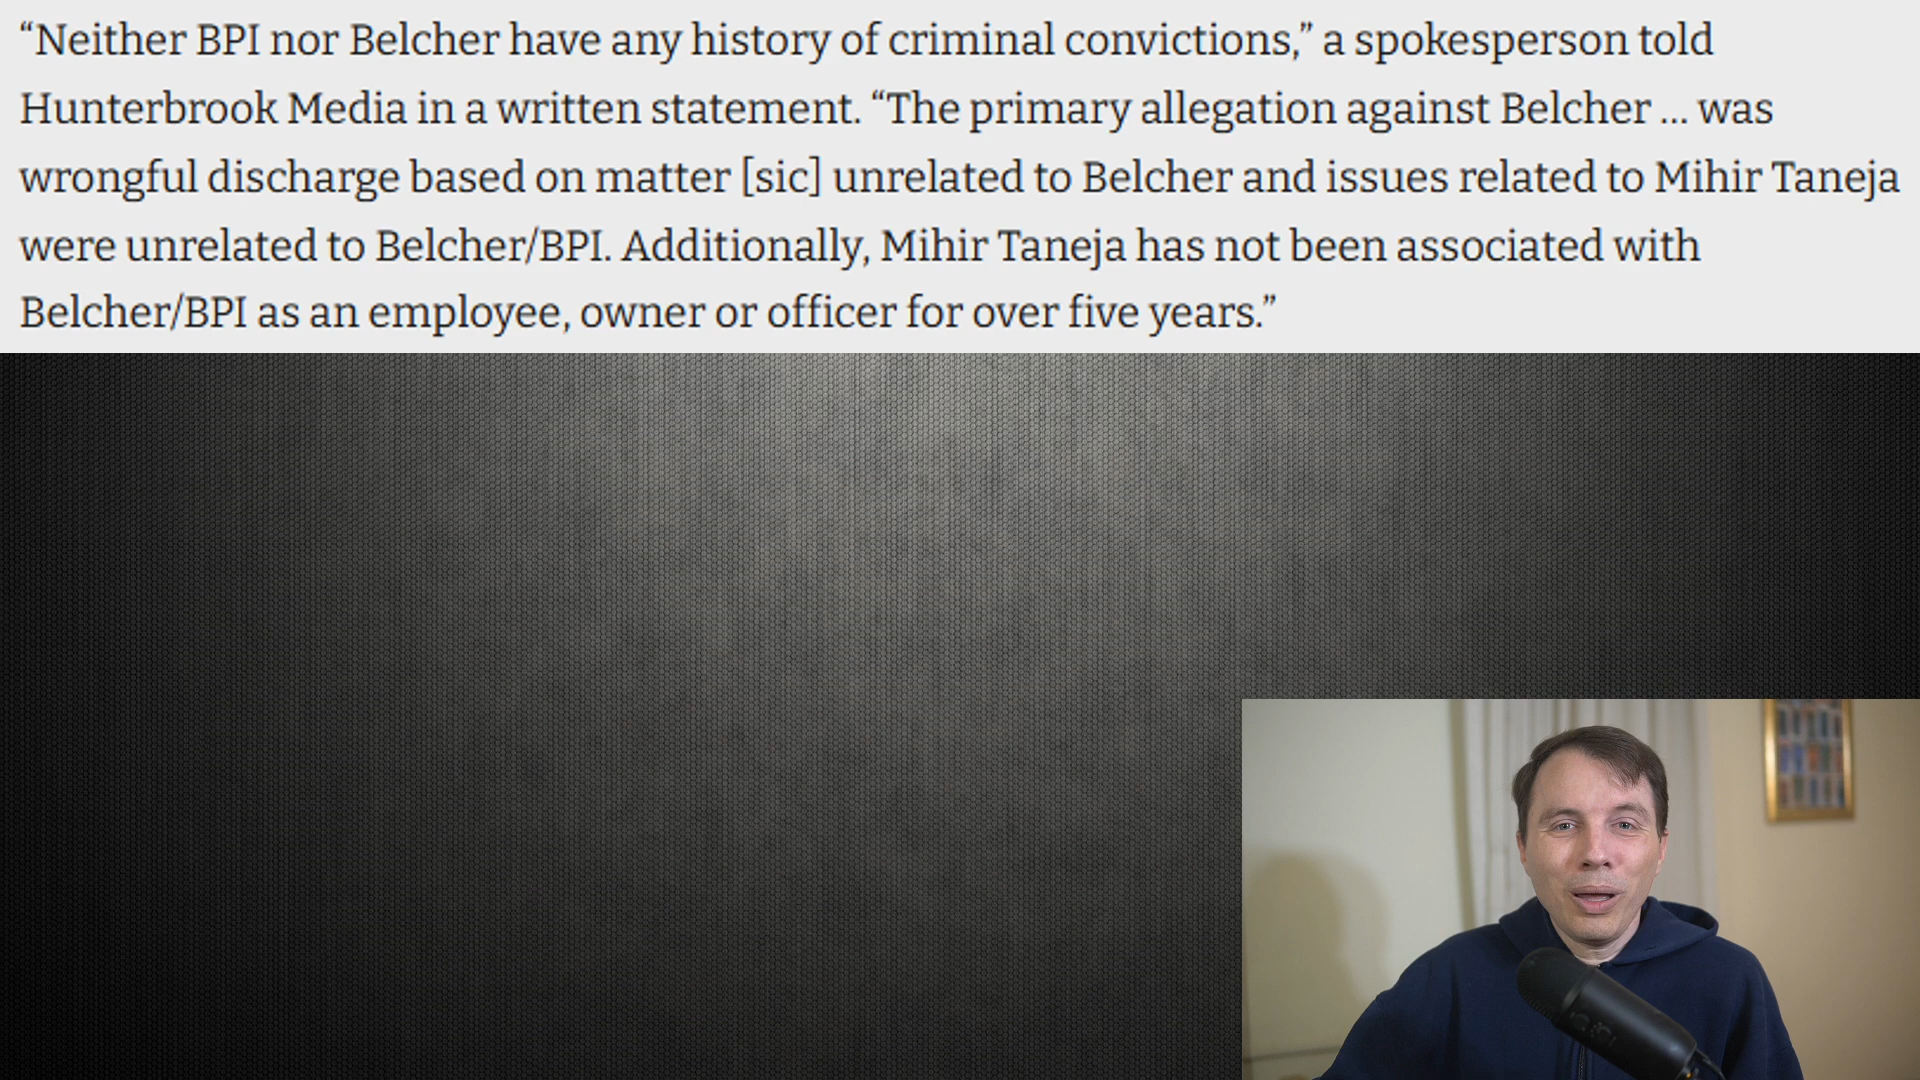 “Neither BPI nor Belcher have any history of criminal convictions,” a spokesperson told
Hunterbrook Media in a written statement. “The primary allegation against Belcher ... was
wrongful discharge based on matter [sic] unrelated to Belcher and issues related to Mihir Taneja
were unrelated to Belcher/BPI. Additionally, Mihir Taneja has not been associated with
Belcher/BPI as an employee, owner or officer for over five years.”